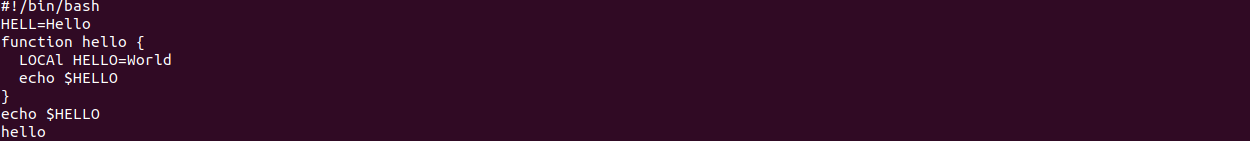 #!/bin/bash
HELL=Hello
function hello {
  LOCAl HELLO=World
  echo $HELLO
}
echo $HELLO
hello